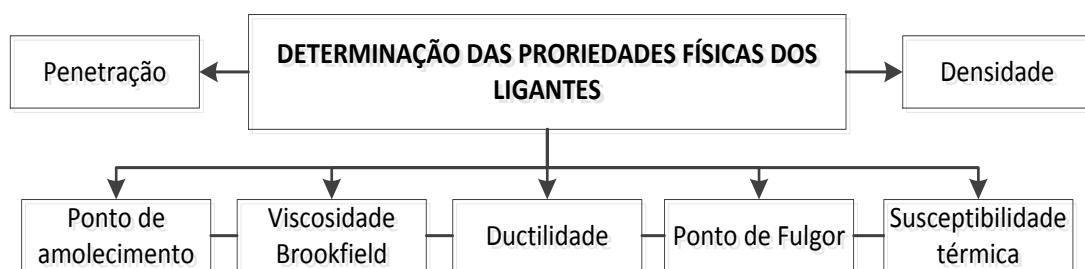 Penetração
DETERMINAÇÃO DAS PRORIEDADES FÍSICAS DOS
LIGANTES
Densidade
Ponto de
amolecimento
Viscosidade
Brookfield
Ductilidade
Ponto de Fulgor
Susceptibilidade
térmica